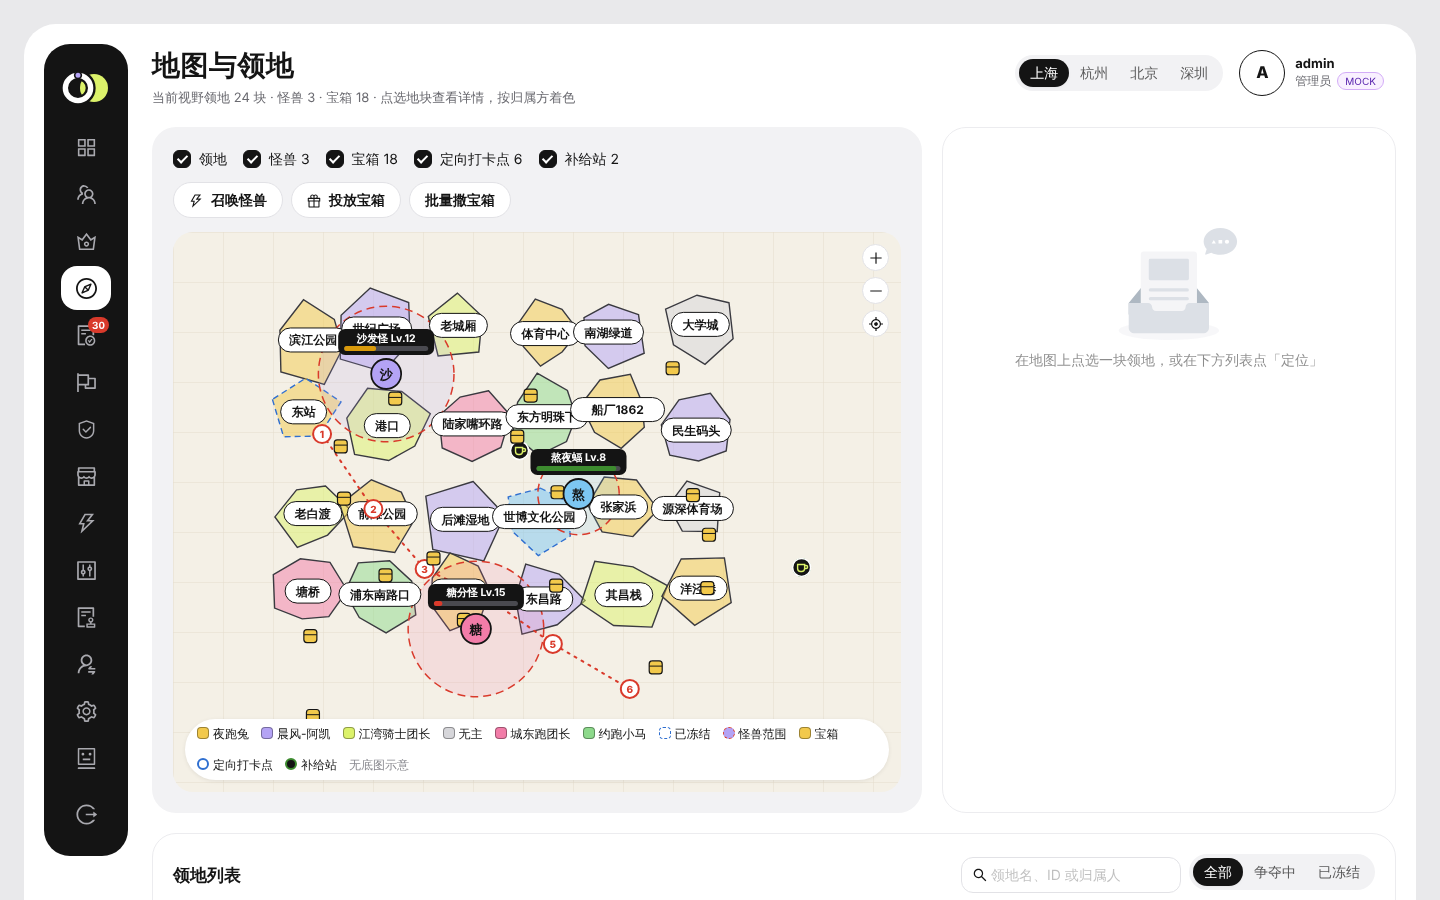 地图与领地
当前视野领地 24 块 · 怪兽 3 · 宝箱 18 · 点选地块查看详情，按归属方着色
上海 杭州 北京 深圳
A
admin
管理员 MOCK
30
领地 怪兽 3 宝箱 18 定向打卡点 6 补给站 2
召唤怪兽 投放宝箱 批量撒宝箱
滨江公园 世纪广场 老城厢 体育中心 南湖绿道 大学城
沙发怪 Lv.12
沙
东站 港口 陆家嘴环路 东方明珠下 船厂1862 民生码头
1
熬夜蝠 Lv.8
熬
老白渡 公园 后滩湿地 世博文化公园 张家浜 源深体育场
2
3
塘桥 浦东南路口 东昌路 其昌栈 洋泾
糖分怪 Lv.15
糖
5
6
夜跑兔 晨风-阿凯 江湾骑士团长 无主 城东跑团长 约跑小马 已冻结 怪兽范围 宝箱
定向打卡点 补给站 无底图示意
在地图上点选一块领地，或在下方列表点「定位」
领地列表
领地名、ID 或归属人
全部 争夺中 已冻结